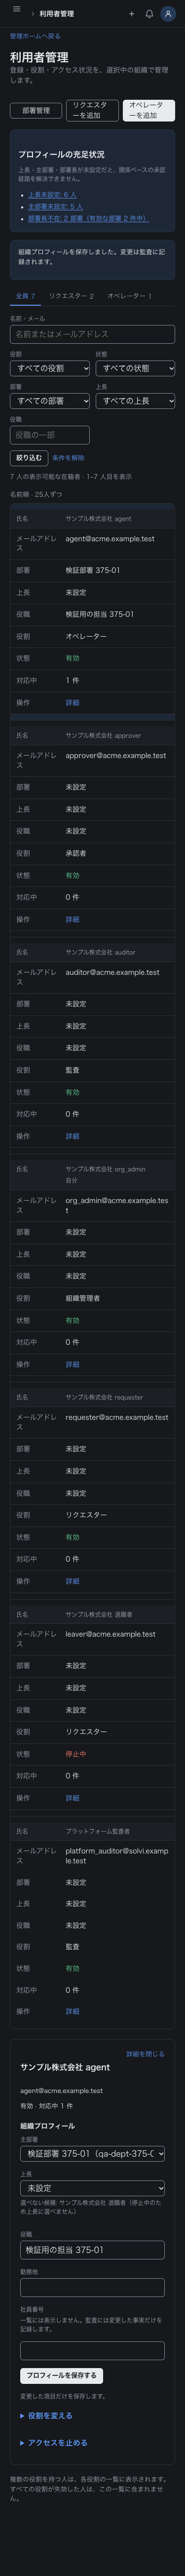 利用者管理
管理ホームへ戻る
利用者管理
登録・役割・アクセス状況を、選択中の組織で管理
します。
部署管理
リクエスタ
ーを追加
オペレータ
ーを追加
プロフィールの充足状況
上長・主部署・部署長が未設定だと、関係ベースの承認
経路を解決できません。
上長未設定: 6 人
主部署未設定: 5 人
部署長不在: 2 部署（有効な部署 2 件中）
組織プロフィールを保存しました。変更は監査に記
録されます。
全員 7
リクエスター 2
オペレーター 1
氏名・メール
氏名またはメールアドレス
役割
状態
すべての役割
すべての状態
部署
上長
すべての部署
すべての上長
役職
役職の一部
絞り込む
条件を解除
7 人の表示可能な在籍者 · 1–7 人目を表示
名前順 · 25人ずつ
氏名
サンプル株式会社 agent
メールアドレ
ス
agent@acme.example.test
部署
検証部署 375-01
上長
未設定
役職
検証用の担当 375-01
役割
オペレーター
状態
有効
対応中
1 件
操作
詳細
氏名
サンプル株式会社 approver
メールアドレ
ス
approver@acme.example.test
部署
未設定
上長
未設定
役職
未設定
役割
承認者
状態
有効
対応中
0 件
操作
詳細
氏名
サンプル株式会社 auditor
メールアドレ
ス
auditor@acme.example.test
部署
未設定
上長
未設定
役職
未設定
役割
監査
状態
有効
対応中
0 件
操作
詳細
氏名
サンプル株式会社 org_admin
自分
メールアドレ
ス
org_admin@acme.example.tes
t
部署
未設定
上長
未設定
役職
未設定
役割
組織管理者
状態
有効
対応中
0 件
操作
詳細
氏名
サンプル株式会社 requester
メールアドレ
ス
requester@acme.example.test
部署
未設定
上長
未設定
役職
未設定
役割
リクエスター
状態
有効
対応中
0 件
操作
詳細
氏名
サンプル株式会社 退職者
メールアドレ
ス
leaver@acme.example.test
部署
未設定
上長
未設定
役職
未設定
役割
リクエスター
状態
停止中
対応中
0 件
操作
詳細
氏名
プラットフォーム監査者
メールアドレ
ス
platform_auditor@solvi.examp
le.test
部署
未設定
上長
未設定
役職
未設定
役割
監査
状態
有効
対応中
0 件
操作
詳細
詳細を閉じる
サンプル株式会社 agent
agent@acme.example.test
有効 · 対応中 1 件
組織プロフィール
主部署
検証部署 375-01（qa-dept-375-0
上長
未設定
選べない候補: サンプル株式会社 退職者（停止中のた
め上長に選べません）
役職
検証用の担当 375-01
勤務地
社員番号
一覧には表示しません。監査には変更した事実だけを
記録します。
プロフィールを保存する
変更した項目だけを保存します。
役割を変える
アクセスを止める
複数の役割を持つ人は、各役割の一覧に表示されます。
すべての役割が失効した人は、この一覧に含まれませ
ん。